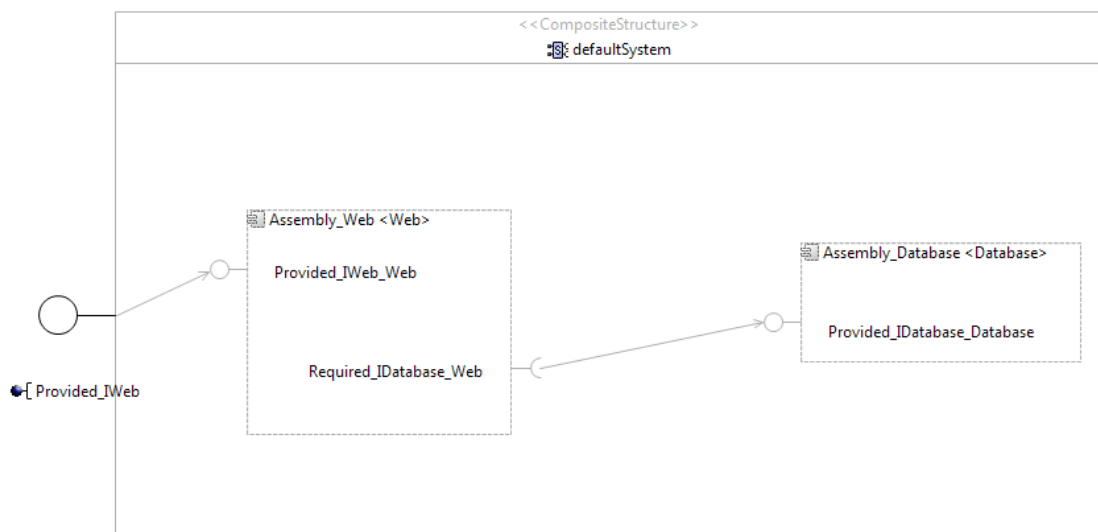 <<CompositeStructure>>
defaultSystem
Assembly_Web <Web>
Provided_IWeb_Web
Required_IDatabase_Web
Assembly_Database <Database>
Provided_IDatabase_Database
Provided_IWeb